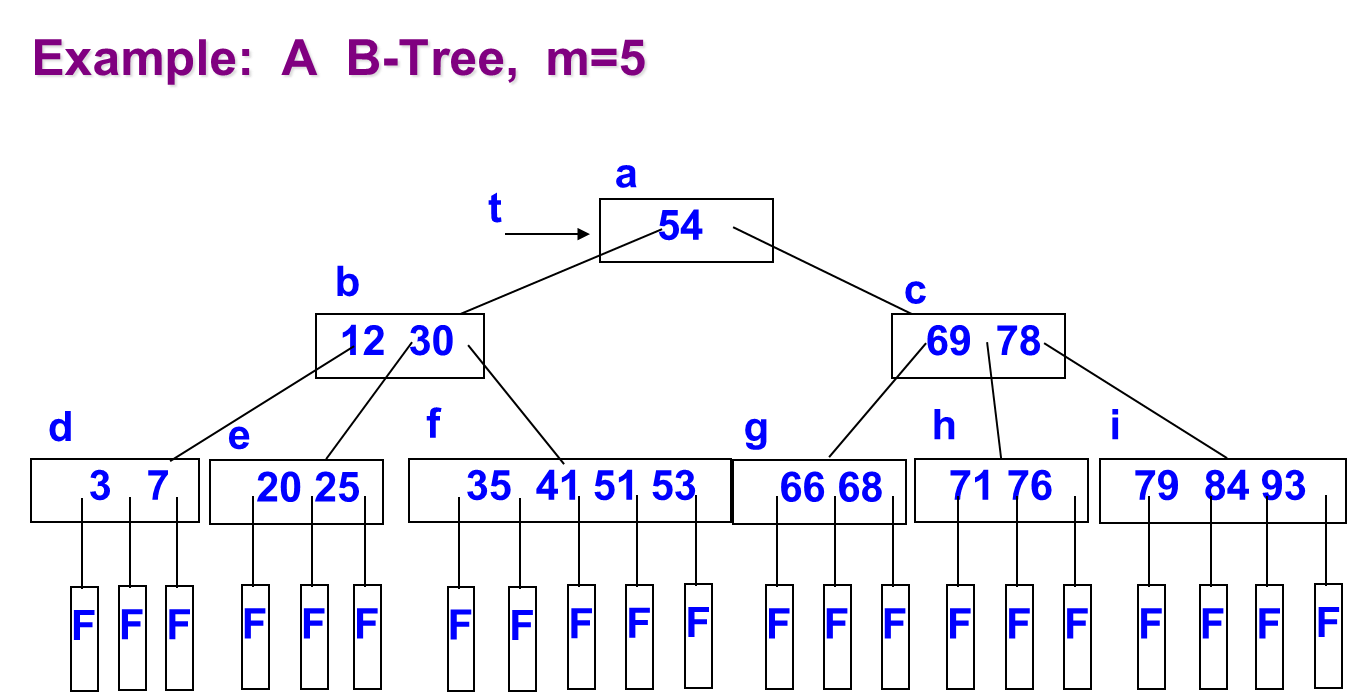 Example: A B-Tree, m=5
a
t
54
b
c
12 30
69 78
d
e
f
g
h
i
3 7
20 25
35 41 51 53
66 68
71 76
79 84 93
F F F F F F F F F F F F F F F F F F F F F